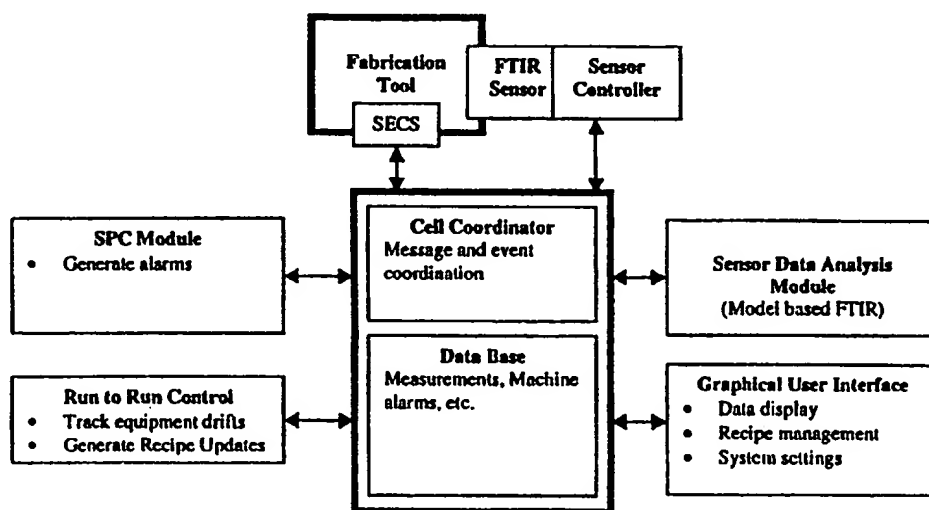 Fabrication
Tool
SECS
FTIR
Sensor
Sensor
Controller
SPC Module
• Generate alarms
Cell Coordinator
Message and event
coordination
Sensor Data Analysis
Module
(Model based FTIR)
Run to Run Control
• Track equipment drifts
• Generate Recipe Updates
Data Base
Measurements, Machine
alarms, etc.
Graphical User Interface
• Data display
• Recipe management
• System settings